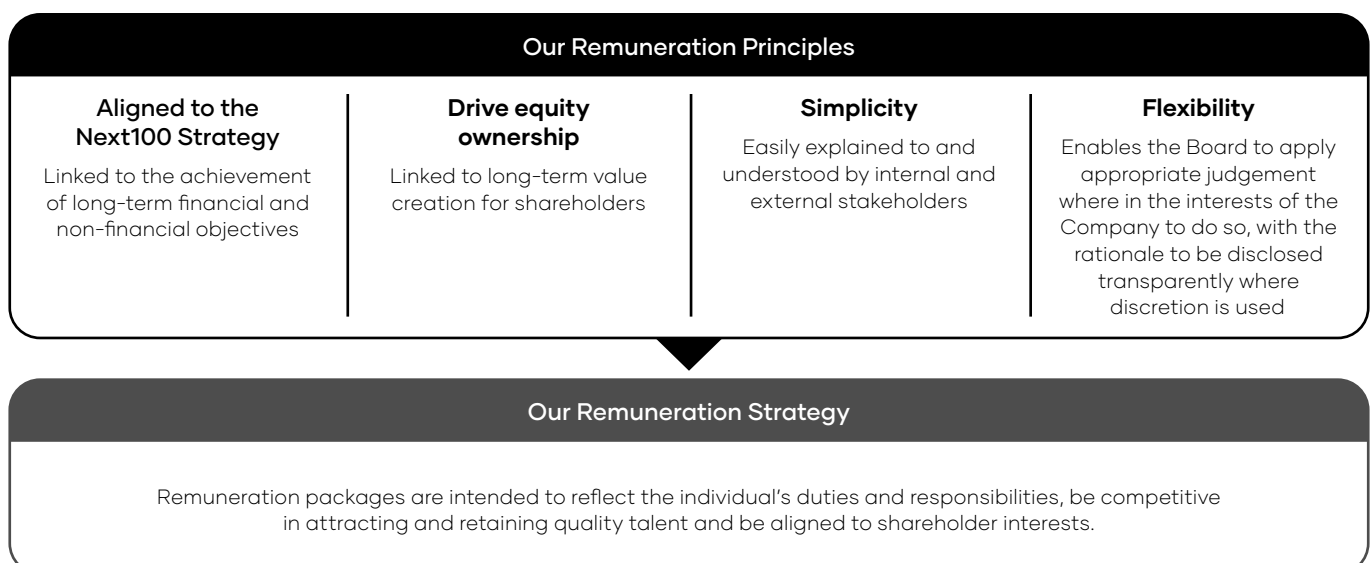 Our Remuneration Principles
Aligned to the
Next100 Strategy
Linked to the achievement
of long-term financial and
non-financial objectives
Drive equity
ownership
Linked to long-term value
creation for shareholders
Simplicity
Easily explained to and
understood by internal and
external stakeholders
Flexibility
Enables the Board to apply
appropriate judgement
where in the interests of the
Company to do so, with the
rationale to be disclosed
transparently where
discretion is used
Our Remuneration Strategy
Remuneration packages are intended to reflect the individual’s duties and responsibilities, be competitive
in attracting and retaining quality talent and be aligned to shareholder interests.